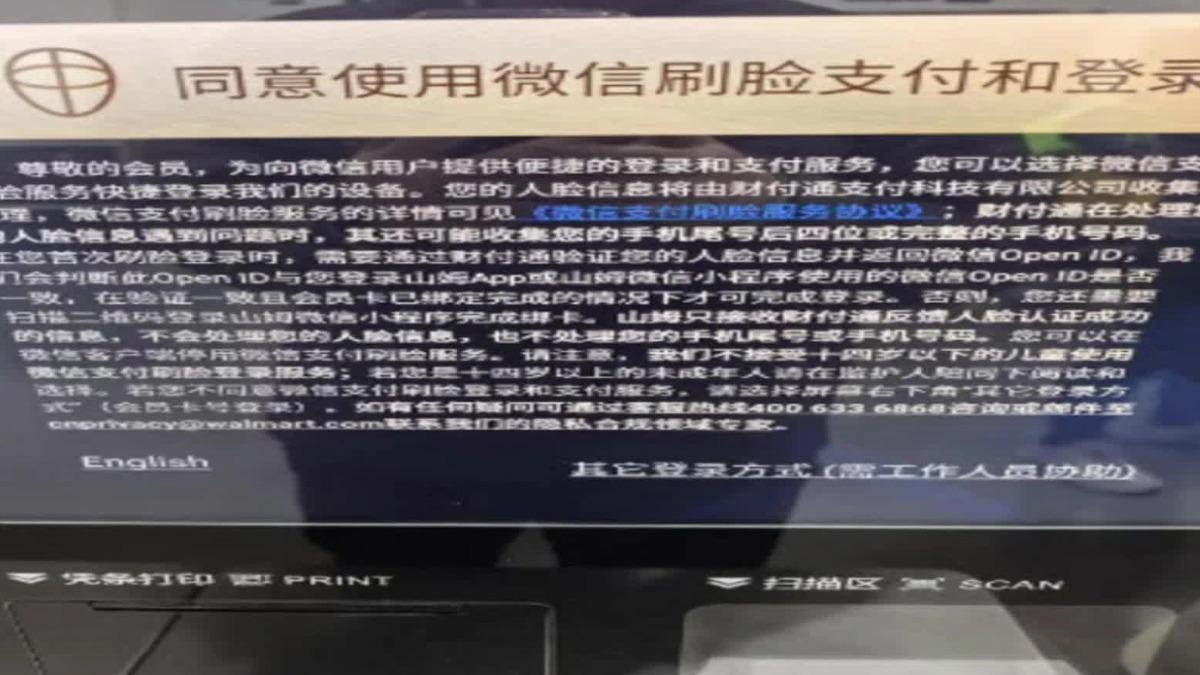 同意使用微信刷脸支付和登录
尊敬的会员，为向微信用户提供便捷的登录和支付服务，您可以选择微信支
脸服务快捷登录我们的设备。您的人脸信息将由财付通支付科技有限公司收集
理，微信支付刷脸服务的详情可见《微信支付刷脸服务协议》；财付通在处理
人脸信息遇到问题时，其还可能收集您的手机尾号后四位或完整的手机号码。
在您首次刷脸登录时，需要通过财付通验证您的人脸信息并返回微信Open ID，我
们会判断此Open ID与您登录山姆App或山姆微信小程序使用的微信Open ID是否
一致，在验证一致且会员卡已绑定完成的情况下才可完成登录。否则，您还需要
扫描二维码登录山姆微信小程序完成绑卡。山姆只接收财付通反馈人脸认证成功
的信息，不会处理您的人脸信息，也不处理您的手机尾号或手机号码。您可以在
微信客户端停用微信支付刷脸服务。请注意，我们不接受十四岁以下的儿童使用
微信支付刷脸登录服务；若您是十四岁以上的未成年人请在监护人陪同下阅读和
选择。若您不同意微信支付刷脸登录和支付服务，请选择屏幕右下角“其它登录方
式”（会员卡号登录）。如有任何疑问可通过客服热线400 633 6868咨询或邮件至
cnprivacy@walmart.com联系我们的隐私合规领域专家。
English
其它登录方式 (需工作人员协助)
凭条打印 PRINT
扫描区 SCAN